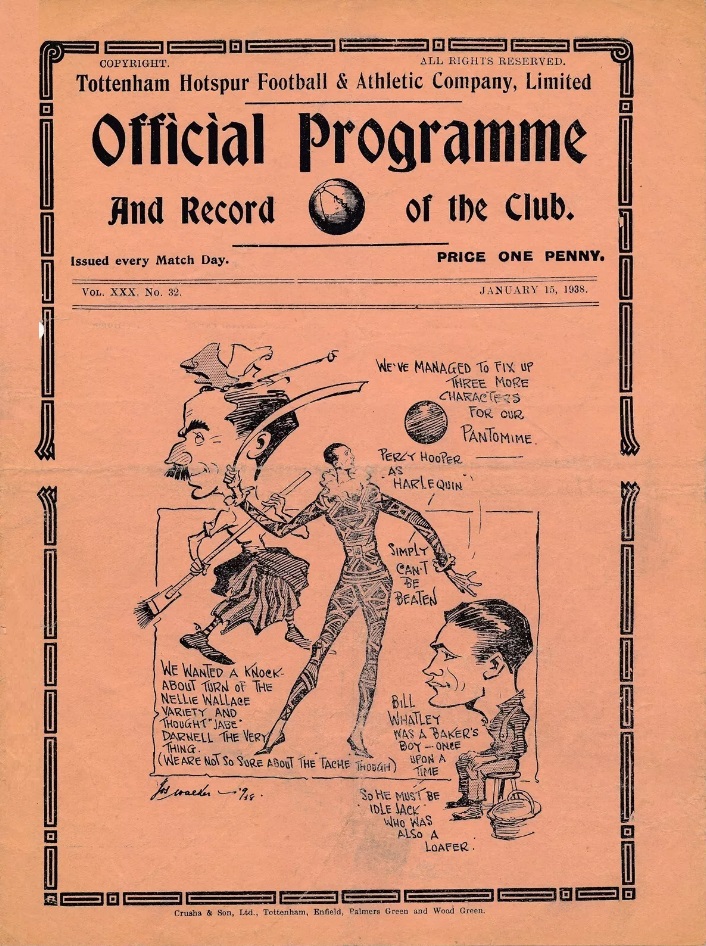 COPYRIGHT. ALL RIGHTS RESERVED.
Tottenham Hotspur Football & Athletic Company, Limited
Official Programme
And Record of the Club.
Issued every Match Day. PRICE ONE PENNY.
VOL. XXX. No. 32. JANUARY 15, 1938.
WE'VE MANAGED TO FIX UP
THREE MORE
CHARACTERS
FOR OUR
PANTOMIME.
PERCY HOOPER
AS
HARLEQUIN
SIMPLY
CAN'T
BE
BEATEN
WE WANTED A KNOCK-
ABOUT TURN OF THE
NELLIE WALLACE
VARIETY AND
THOUGHT "JABE"
DARNELL THE VERY
THING.
(WE ARE NOT SO SURE ABOUT THE TACHE THOUGH)
BILL
WHATLEY
WAS A BAKER'S
BOY - ONCE
UPON A
TIME
SO HE MUST BE
IDLE JACK
WHO WAS
ALSO A
LOAFER.
Crusha & Son, Ltd., Tottenham, Enfield, Palmers Green and Wood Green.